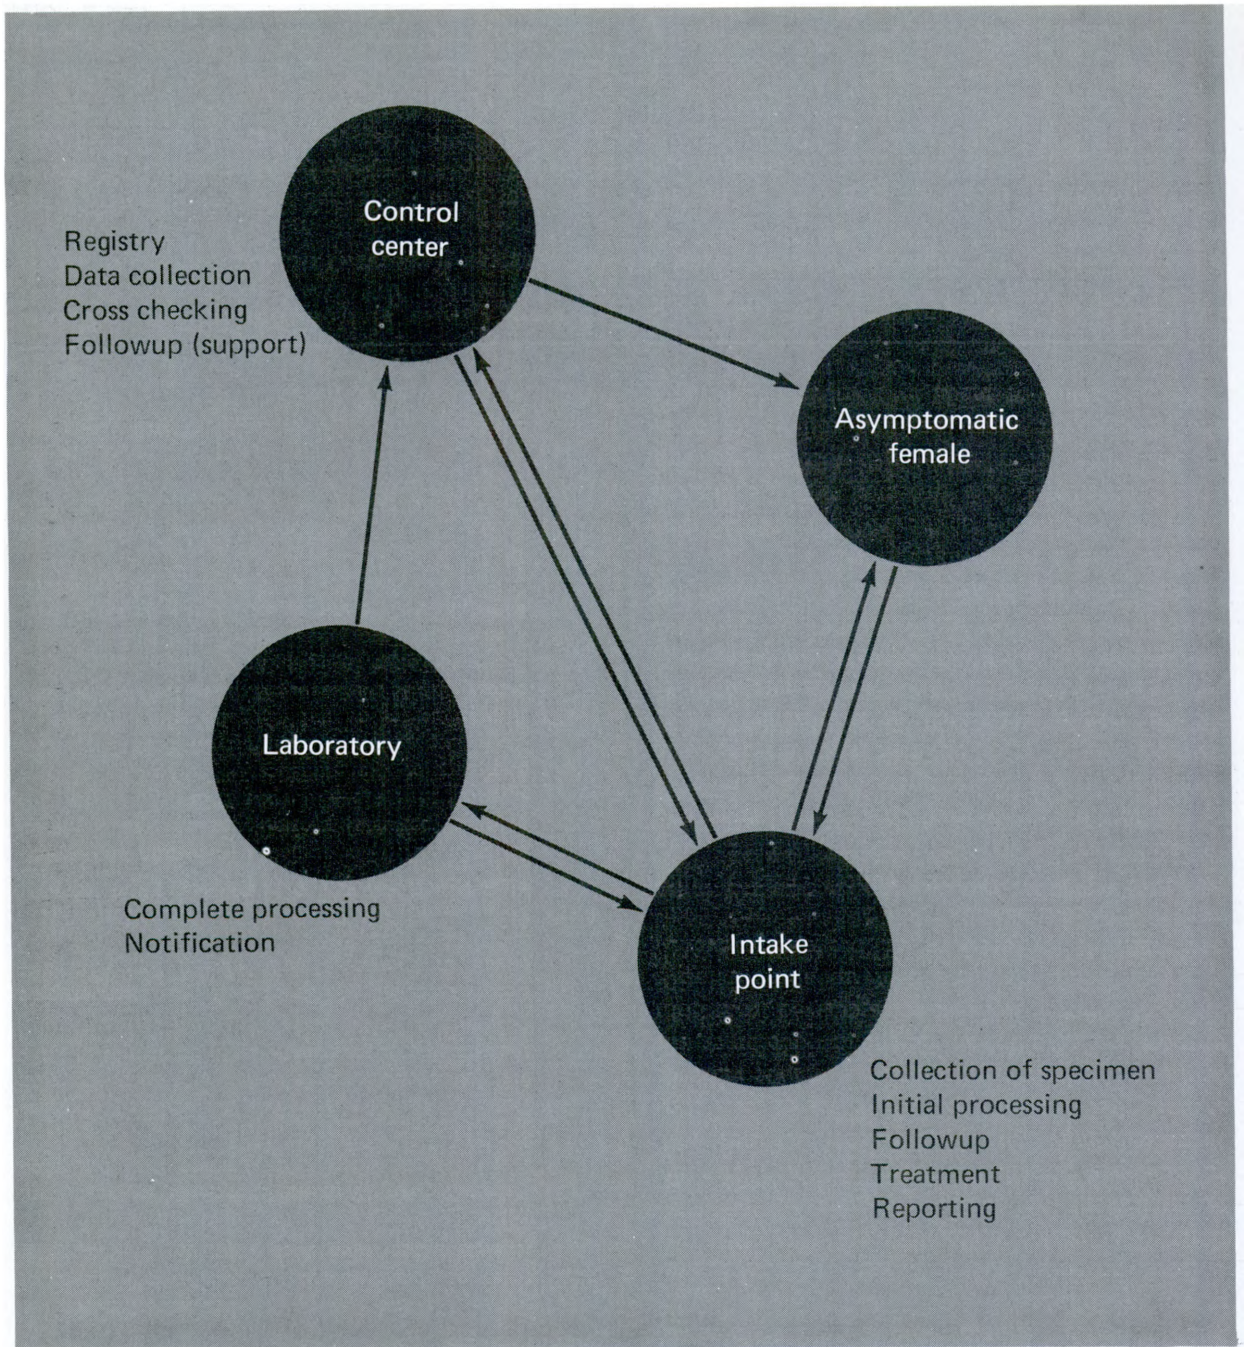 Control
center
Registry
Data collection
Cross checking
Followup (support)
Asymptomatic
female
Laboratory
Complete processing
Notification
Intake
point
Collection of specimen
Initial processing
Followup
Treatment
Reporting